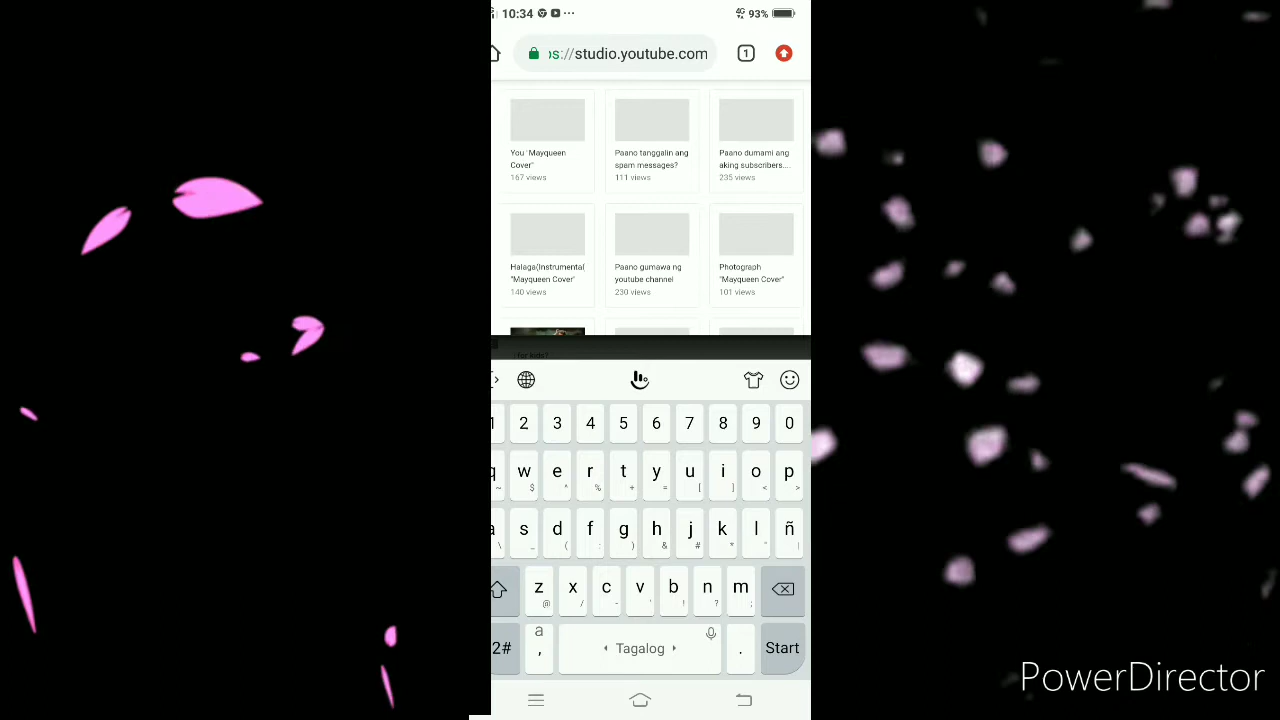 10:34
4G 93%
s://studio.youtube.com
1
You "Mayqueen
Cover"
167 views
Paano tanggalin ang
spam messages?
111 views
Paano dumami ang
aking subscribers....
235 views
Halaga(Instrumental(
"Mayqueen Cover'
140 views
Paano gumawa ng
youtube channel
230 views
Photograph
"Mayqueen Cover"
101 views
(for kids)
1 2 3 4 5 6 7 8 9 0
q w e r t y u i o p
~ $ ^ % + = [ ] < >
a s d f g h j k l ñ
\ _ ( : ) & # * " |
z x c v b n m
@ / - ' ! ? ;
2# a , Tagalog . Start
PowerDirector